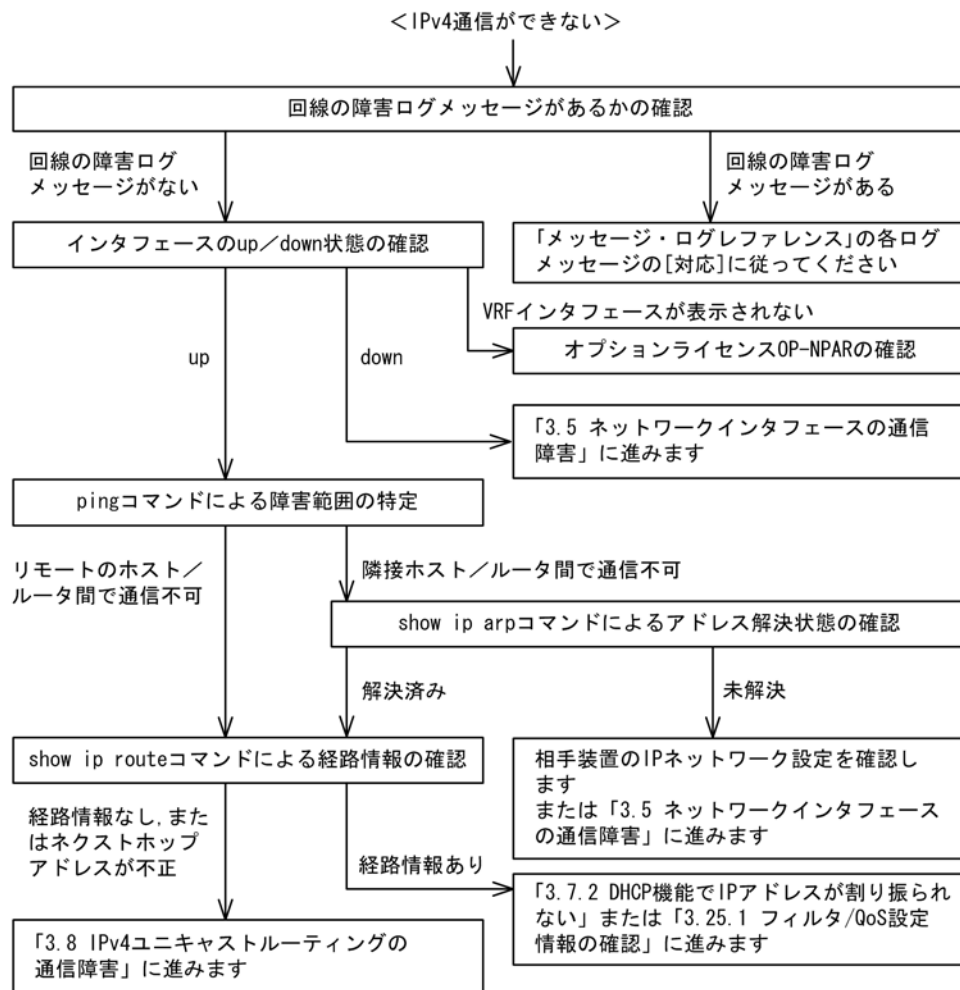 ＜IPv4通信ができない＞
回線の障害ログメッセージがあるかの確認
回線の障害ログ
メッセージがない
回線の障害ログ
メッセージがある
インタフェースのup／down状態の確認
「メッセージ・ログレファレンス」の各ログ
メッセージの[対応]に従ってください
VRFインタフェースが表示されない
up
down
オプションライセンスOP-NPARの確認
「3.5 ネットワークインタフェースの通信
障害」に進みます
pingコマンドによる障害範囲の特定
リモートのホスト／
ルータ間で通信不可
隣接ホスト／ルータ間で通信不可
show ip arpコマンドによるアドレス解決状態の確認
解決済み
未解決
show ip routeコマンドによる経路情報の確認
相手装置のIPネットワーク設定を確認し
ます
または「3.5 ネットワークインタフェース
の通信障害」に進みます
経路情報なし,また
はネクストホップ
アドレスが不正
経路情報あり
「3.7.2 DHCP機能でIPアドレスが割り振られ
ない」または「3.25.1 フィルタ/QoS設定
情報の確認」に進みます
「3.8 IPv4ユニキャストルーティングの
通信障害」に進みます